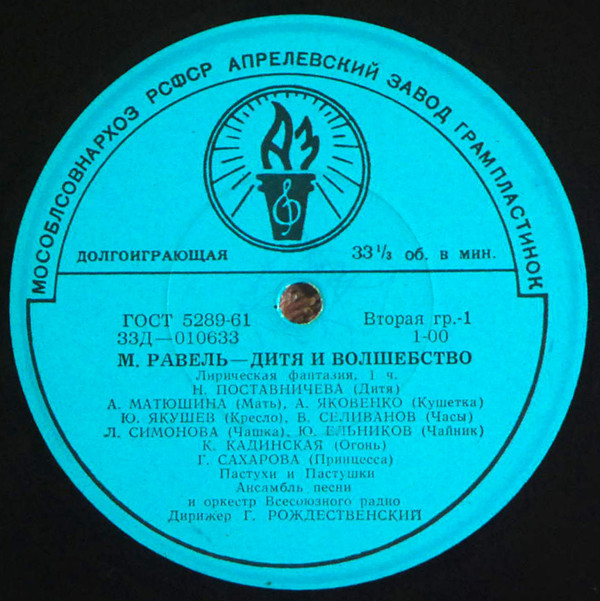 МОСОБЛСОВНАРХОЗ РСФСР АПРЕЛЕВСКИЙ ЗАВОД ГРАМПЛАСТИНОК
АЗ
ДОЛГОИГРАЮЩАЯ 33⅓ об. в мин.
ГОСТ 5289-61 Вторая гр.-1
33Д—010633 1-00
М. РАВЕЛЬ—ДИТЯ И ВОЛШЕБСТВО
Лирическая фантазия, 1 ч.
Н. ПОСТАВНИЧЕВА (Дитя)
А. МАТЮШИНА (Мать), А. ЯКОВЕНКО (Кушетка)
Ю. ЯКУШЕВ (Кресло), В. СЕЛИВАНОВ (Часы)
Л. СИМОНОВА (Чашка), Ю. ЕЛЬНИКОВ (Чайник)
К. КАДИНСКАЯ (Огонь)
Г. САХАРОВА (Принцесса)
Пастухи и Пастушки
Ансамбль песни
и оркестр Всесоюзного радио
Дирижер Г. РОЖДЕСТВЕНСКИЙ